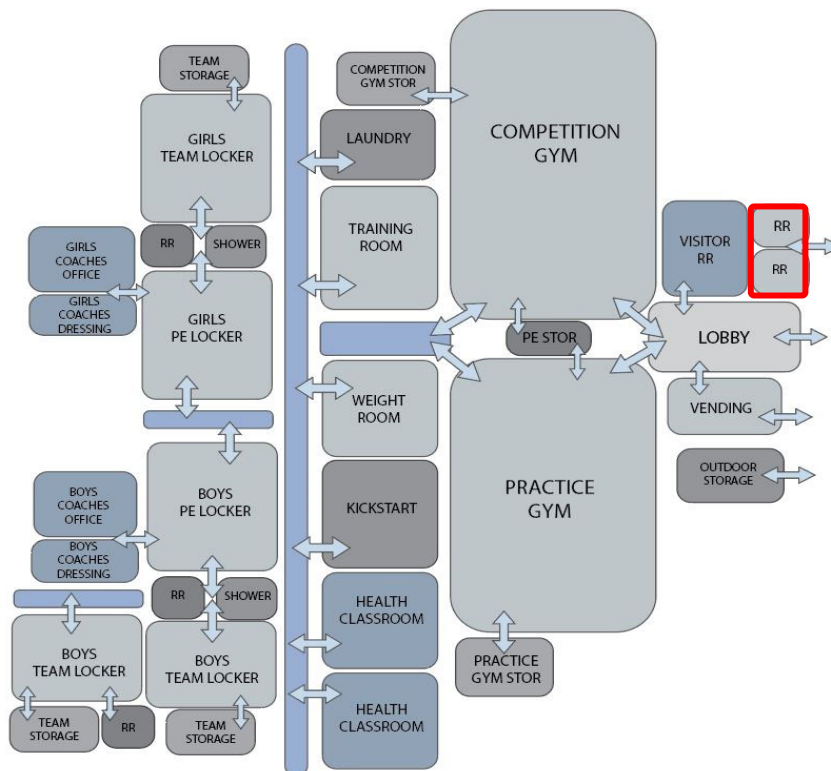 TEAM
STORAGE
COMPETITION
GYM STOR
COMPETITION
GYM
GIRLS
TEAM LOCKER
LAUNDRY
TRAINING
ROOM
VISITOR
RR
RR
RR
RR
SHOWER
GIRLS
COACHES
OFFICE
GIRLS
COACHES
DRESSING
GIRLS
PE LOCKER
PE STOR
LOBBY
WEIGHT
ROOM
VENDING
BOYS
PE LOCKER
BOYS
COACHES
OFFICE
BOYS
COACHES
DRESSING
KICKSTART
PRACTICE
GYM
OUTDOOR
STORAGE
RR
SHOWER
HEALTH
CLASSROOM
BOYS
TEAM LOCKER
BOYS
TEAM LOCKER
PRACTICE
GYM STOR
HEALTH
CLASSROOM
TEAM
STORAGE
RR
TEAM
STORAGE